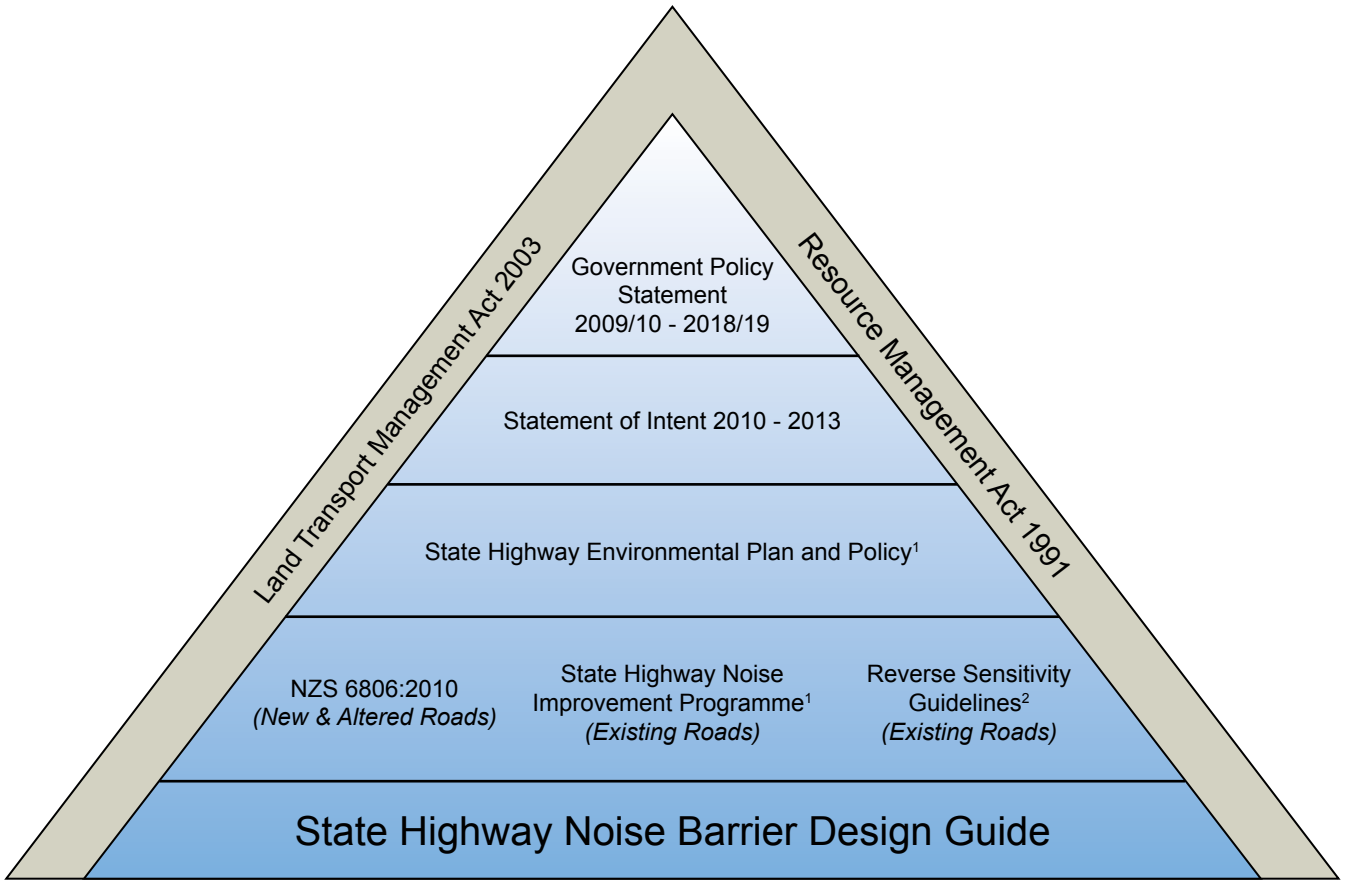 Land Transport Management Act 2003
Resource Management Act 1991
Government Policy
Statement
2009/10 - 2018/19
Statement of Intent 2010 - 2013
State Highway Environmental Plan and Policy¹
NZS 6806:2010
(New & Altered Roads)
State Highway Noise
Improvement Programme¹
(Existing Roads)
Reverse Sensitivity
Guidelines²
(Existing Roads)
State Highway Noise Barrier Design Guide